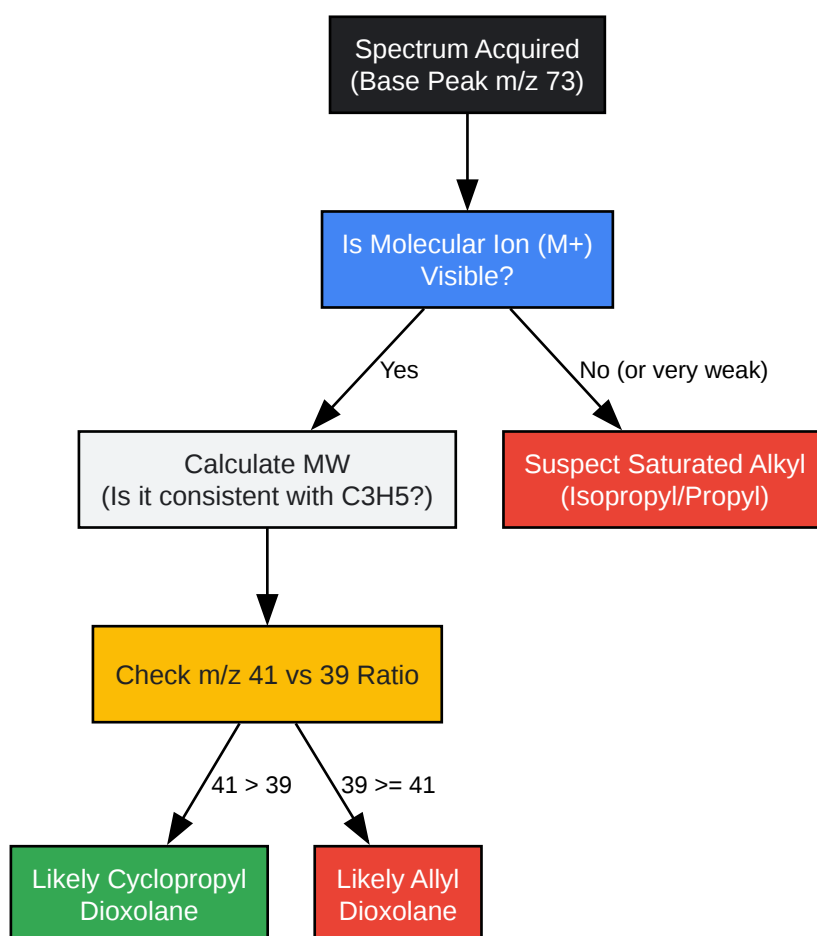 Spectrum Acquired
(Base Peak m/z 73)
Is Molecular Ion (M+)
Visible?
Yes
No (or very weak)
Calculate MW
(Is it consistent with C3H5?)
Suspect Saturated Alkyl
(Isopropyl/Propyl)
Check m/z 41 vs 39 Ratio
41 > 39
39 >= 41
Likely Cyclopropyl
Dioxolane
Likely Allyl
Dioxolane